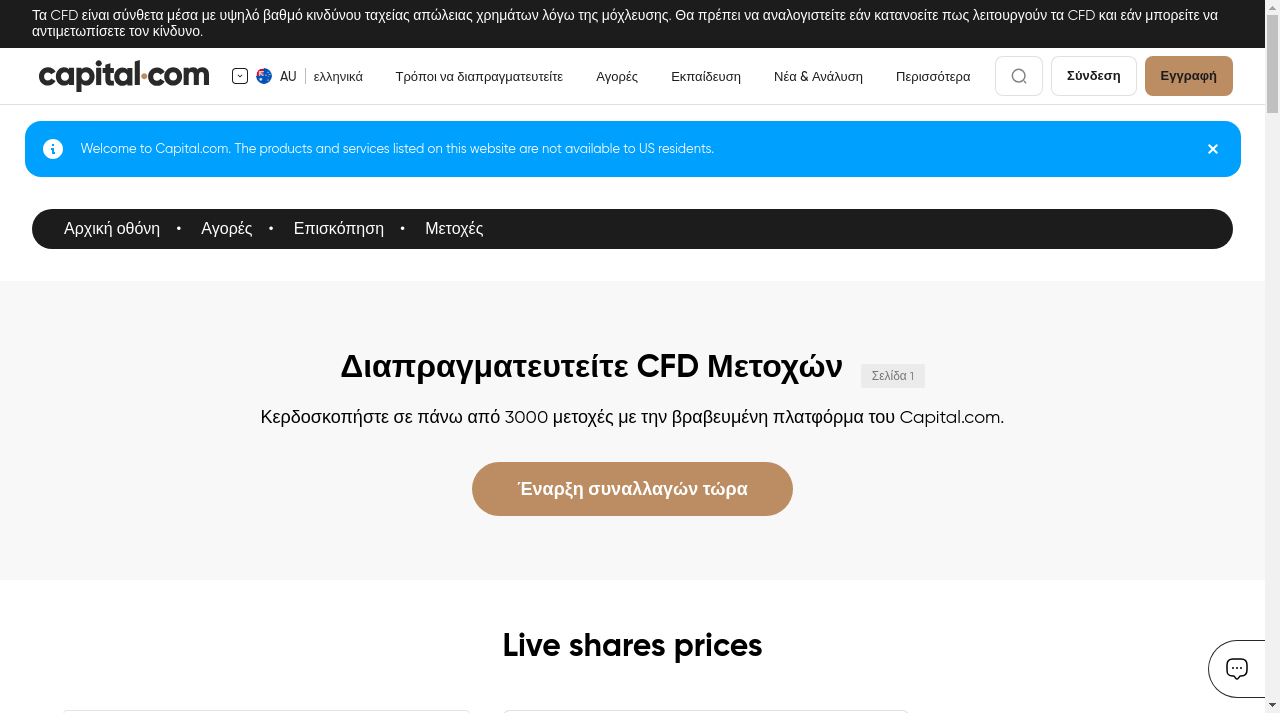 Τα CFD είναι σύνθετα μέσα με υψηλό βαθμό κινδύνου ταχείας απώλειας χρημάτων λόγω της μόχλευσης. Θα πρέπει να αναλογιστείτε εάν κατανοείτε πως λειτουργούν τα CFD και εάν μπορείτε να
αντιμετωπίσετε τον κίνδυνο.
capital.com AU ελληνικά Τρόποι να διαπραγματευτείτε Αγορές Εκπαίδευση Νέα & Ανάλυση Περισσότερα Σύνδεση Εγγραφή
Welcome to Capital.com. The products and services listed on this website are not available to US residents.
Αρχική οθόνη • Αγορές • Επισκόπηση • Μετοχές
Διαπραγματευτείτε CFD Μετοχών Σελίδα 1
Κερδοσκοπήστε σε πάνω από 3000 μετοχές με την βραβευμένη πλατφόρμα του Capital.com.
Έναρξη συναλλαγών τώρα
Live shares prices